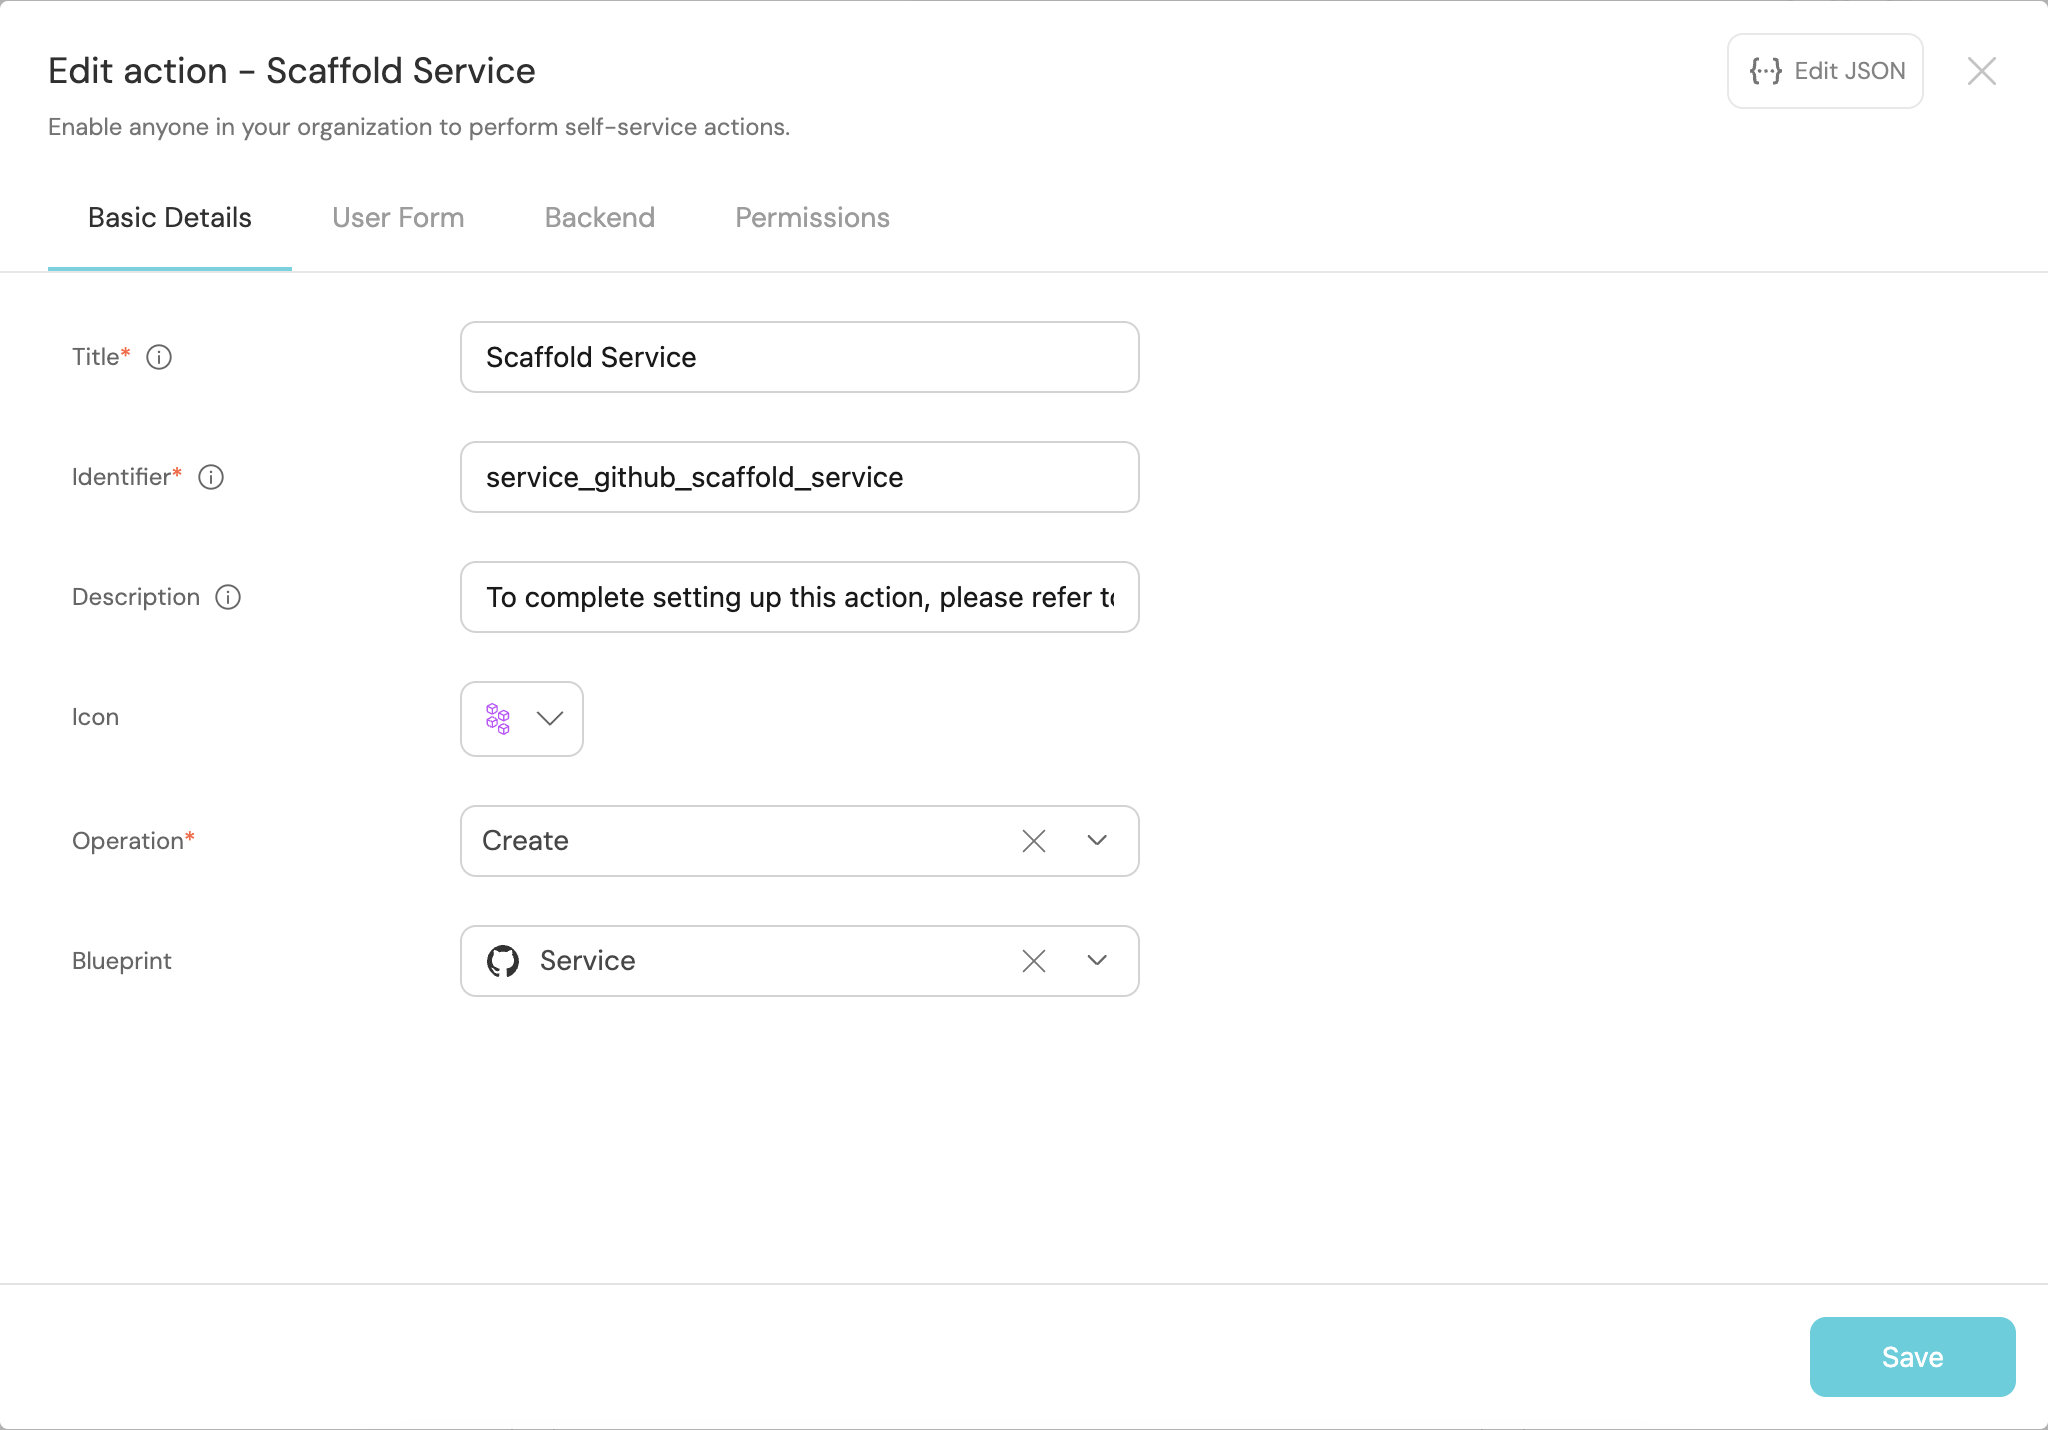 Edit action - Scaffold Service
Edit JSON
Enable anyone in your organization to perform self-service actions.
Basic Details
User Form
Backend
Permissions
Title*
Scaffold Service
Identifier*
service_github_scaffold_service
Description
To complete setting up this action, please refer
Icon
Operation*
Create
Blueprint
Service
Save